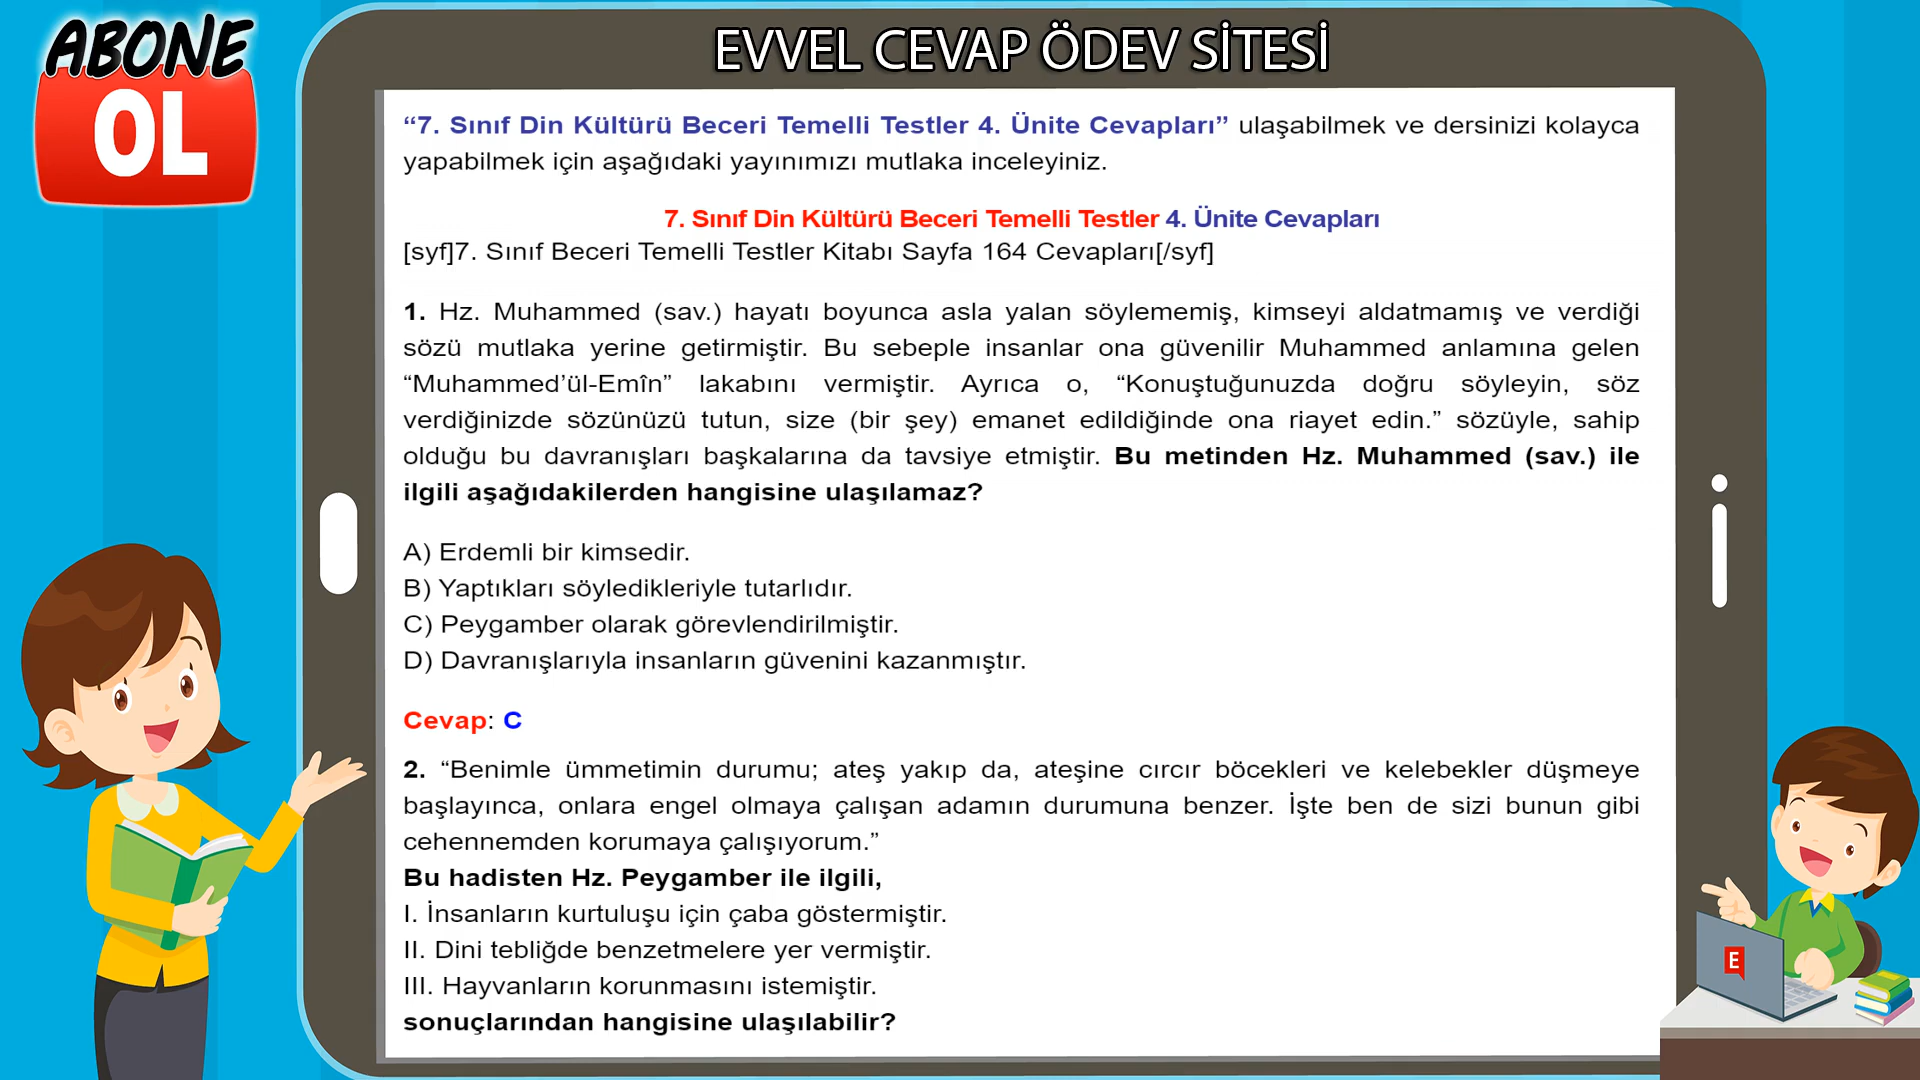 ABONE
OL
EVVEL CEVAP ÖDEV SİTESİ
“7. Sınıf Din Kültürü Beceri Temelli Testler 4. Ünite Cevapları” ulaşabilmek ve dersinizi kolayca
yapabilmek için aşağıdaki yayınımızı mutlaka inceleyiniz.
7. Sınıf Din Kültürü Beceri Temelli Testler 4. Ünite Cevapları
[syf]7. Sınıf Beceri Temelli Testler Kitabı Sayfa 164 Cevapları[/syf]
1. Hz. Muhammed (sav.) hayatı boyunca asla yalan söylememiş, kimseyi aldatmamış ve verdiği
sözü mutlaka yerine getirmiştir. Bu sebeple insanlar ona güvenilir Muhammed anlamına gelen
“Muhammed’ül-Emîn” lakabını vermiştir. Ayrıca o, “Konuştuğunuzda doğru söyleyin, söz
verdiğinizde sözünüzü tutun, size (bir şey) emanet edildiğinde ona riayet edin.” sözüyle, sahip
olduğu bu davranışları başkalarına da tavsiye etmiştir. Bu metinden Hz. Muhammed (sav.) ile
ilgili aşağıdakilerden hangisine ulaşılamaz?
A) Erdemli bir kimsedir.
B) Yaptıkları söyledikleriyle tutarlıdır.
C) Peygamber olarak görevlendirilmiştir.
D) Davranışlarıyla insanların güvenini kazanmıştır.
Cevap: C
2. “Benimle ümmetimin durumu; ateş yakıp da, ateşine cırcır böcekleri ve kelebekler düşmeye
başlayınca, onlara engel olmaya çalışan adamın durumuna benzer. İşte ben de sizi bunun gibi
cehennemden korumaya çalışıyorum.”
Bu hadisten Hz. Peygamber ile ilgili,
I. İnsanların kurtuluşu için çaba göstermiştir.
II. Dini tebliğde benzetmelere yer vermiştir.
III. Hayvanların korunmasını istemiştir.
sonuçlarından hangisine ulaşılabilir?
E